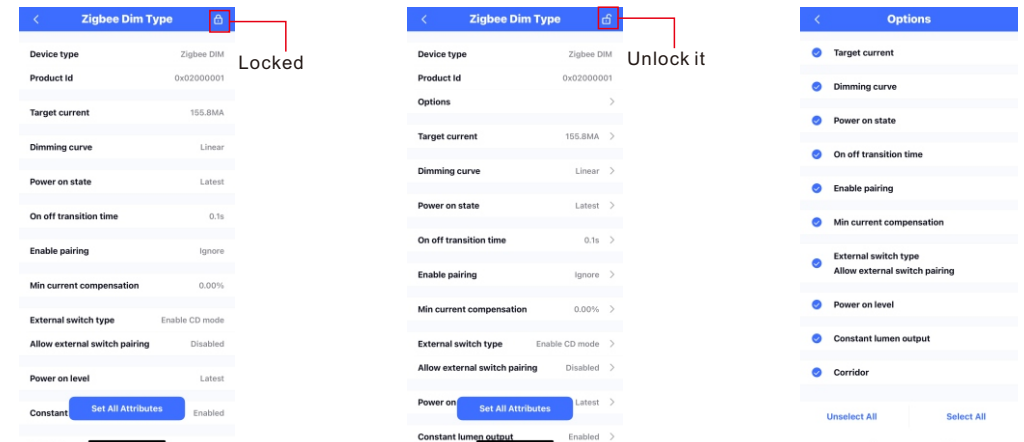 Zigbee Dim Type
Device type Zigbee DIM
Product Id 0x02000001
Target current 155.8MA
Dimming curve Linear
Power on state Latest
On off transition time 0.1s
Enable pairing Ignore
Min current compensation 0.00%
External switch type Enable CD mode
Allow external switch pairing Disabled
Power on level Latest
Constant Enabled
Set All Attributes
Locked
Zigbee Dim Type
Device type Zigbee DIM
Product Id 0x02000001
Options
Target current 155.8MA
Dimming curve Linear
Power on state Latest
On off transition time 0.1s
Enable pairing Ignore
Min current compensation 0.00%
External switch type Enable CD mode
Allow external switch pairing Disabled
Power on Latest
Set All Attributes
Constant lumen output Enabled
Unlock it
Options
Target current
Dimming curve
Power on state
On off transition time
Enable pairing
Min current compensation
External switch type
Allow external switch pairing
Power on level
Constant lumen output
Corridor
Unselect All Select All